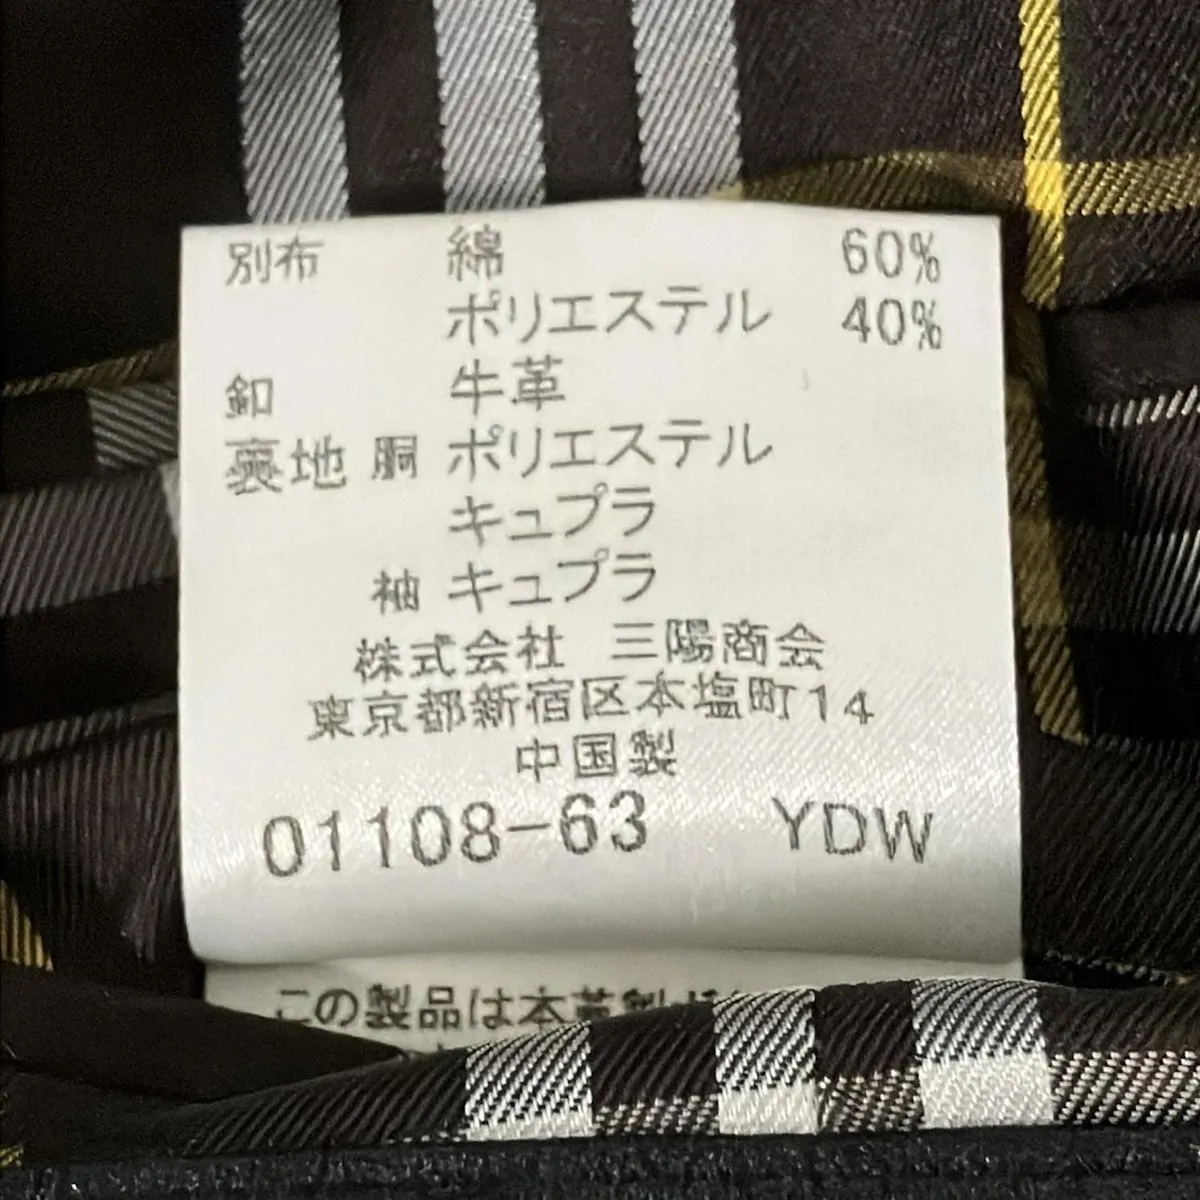 別布 綿 60%
ポリエステル 40%
釦 牛革
裏地 胴 ポリエステル
キュプラ
袖 キュプラ
株式会社 三陽商会
東京都新宿区本塩町14
中国製
01108-63 YDW
この製品は本革製